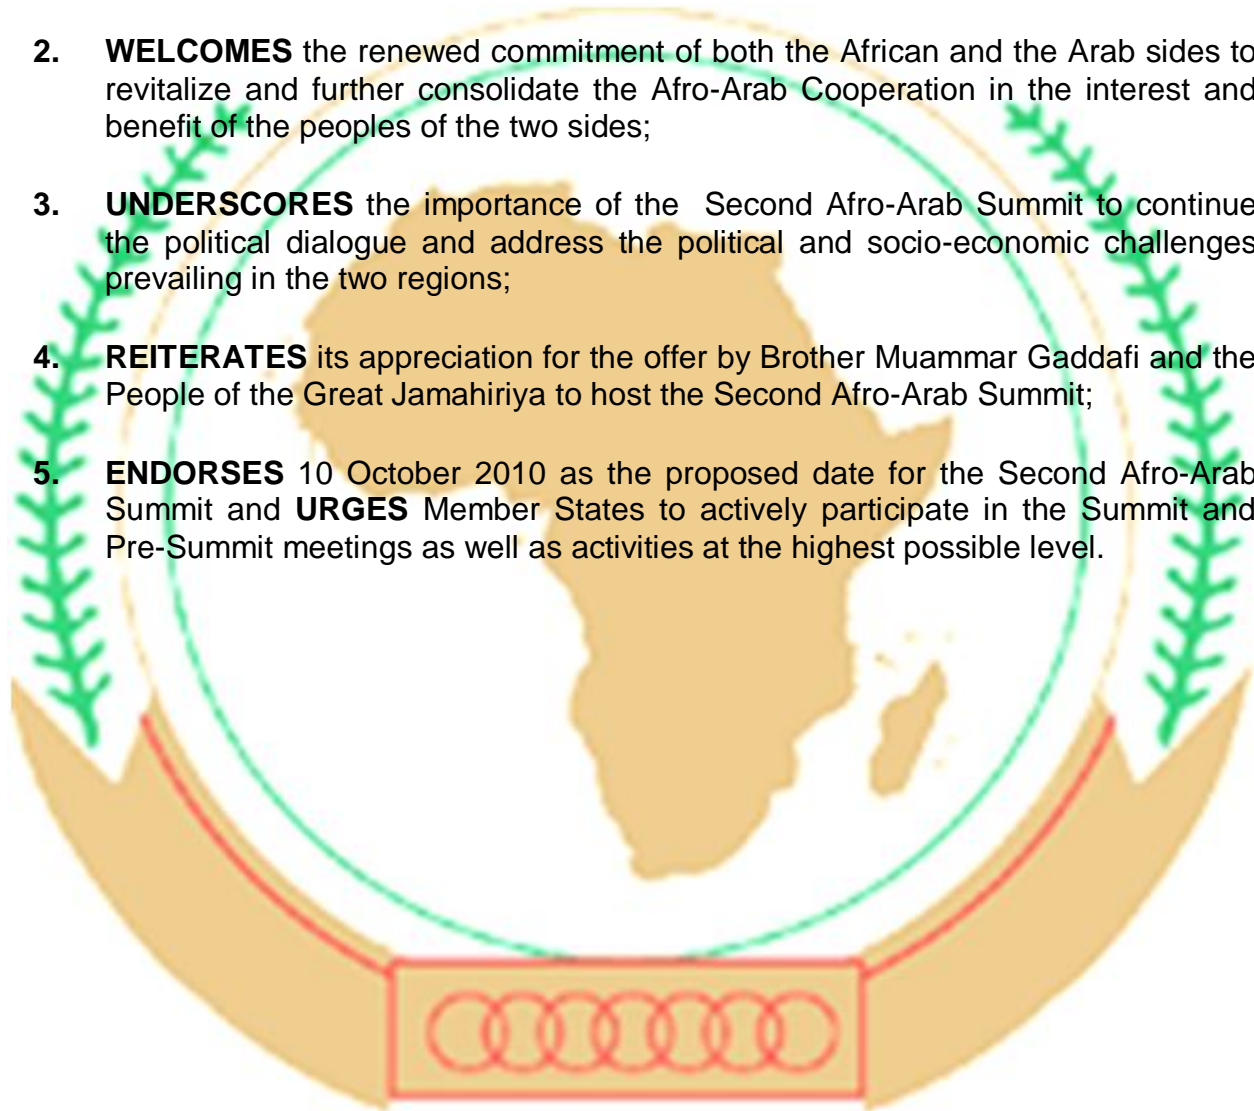 2. WELCOMES the renewed commitment of both the African and the Arab sides to
revitalize and further consolidate the Afro-Arab Cooperation in the interest and
benefit of the peoples of the two sides;
3. UNDERSCORES the importance of the Second Afro-Arab Summit to continue
the political dialogue and address the political and socio-economic challenges
prevailing in the two regions;
4. REITERATES its appreciation for the offer by Brother Muammar Gaddafi and the
People of the Great Jamahiriya to host the Second Afro-Arab Summit;
5. ENDORSES 10 October 2010 as the proposed date for the Second Afro-Arab
Summit and URGES Member States to actively participate in the Summit and
Pre-Summit meetings as well as activities at the highest possible level.